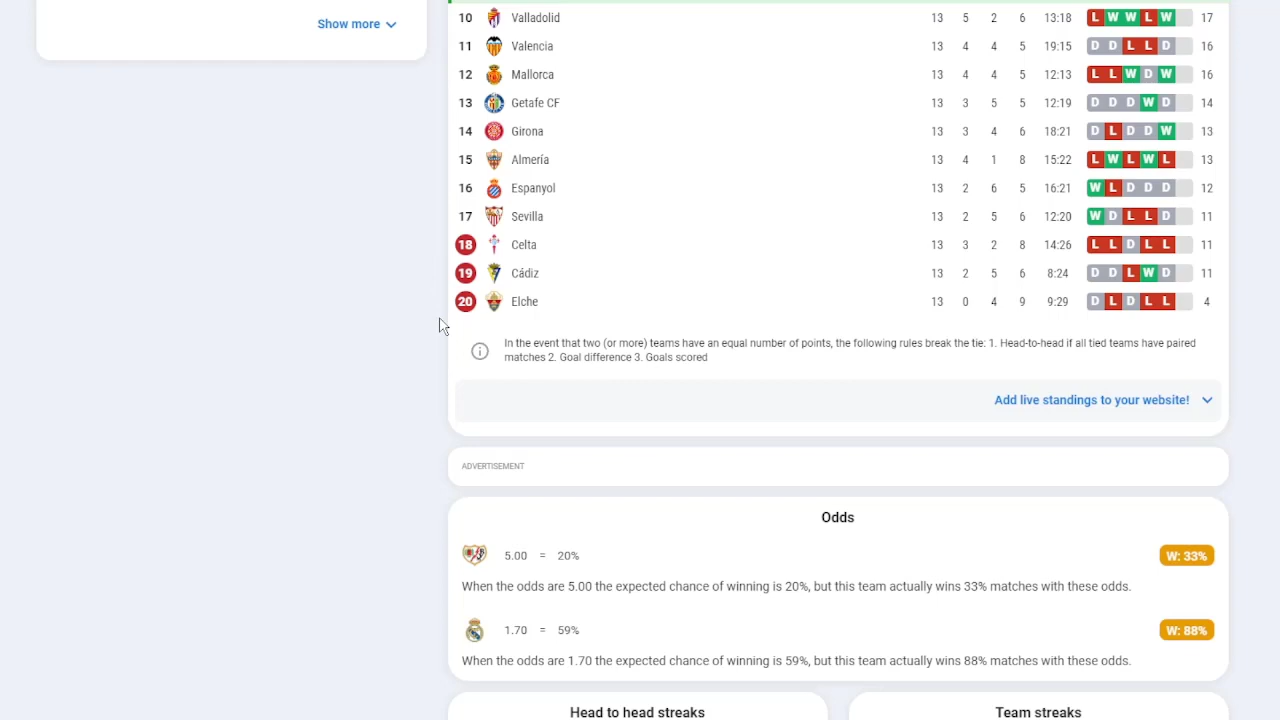 Show more
10 Valladolid 13 5 2 6 13:18 L W W L W 17
11 Valencia 13 4 4 5 19:15 D D L L D 16
12 Mallorca 13 4 4 5 12:13 L L W D W 16
13 Getafe CF 13 3 5 5 12:19 D D D W D 14
14 Girona 13 3 4 6 18:21 D L D D W 13
15 Almería 13 4 1 8 15:22 L W L W L 13
16 Espanyol 13 2 6 5 16:21 W L D D D 12
17 Sevilla 13 2 5 6 12:20 W D L L D 11
18 Celta 13 3 2 8 14:26 L L D L L 11
19 Cádiz 13 2 5 6 8:24 D D L W D 11
20 Elche 13 0 4 9 9:29 D L D L L 4
In the event that two (or more) teams have an equal number of points, the following rules break the tie: 1. Head-to-head if all tied teams have paired
matches 2. Goal difference 3. Goals scored
Add live standings to your website!
ADVERTISEMENT
Odds
5.00 = 20% W: 33%
When the odds are 5.00 the expected chance of winning is 20%, but this team actually wins 33% matches with these odds.
1.70 = 59% W: 88%
When the odds are 1.70 the expected chance of winning is 59%, but this team actually wins 88% matches with these odds.
Head to head streaks
Team streaks